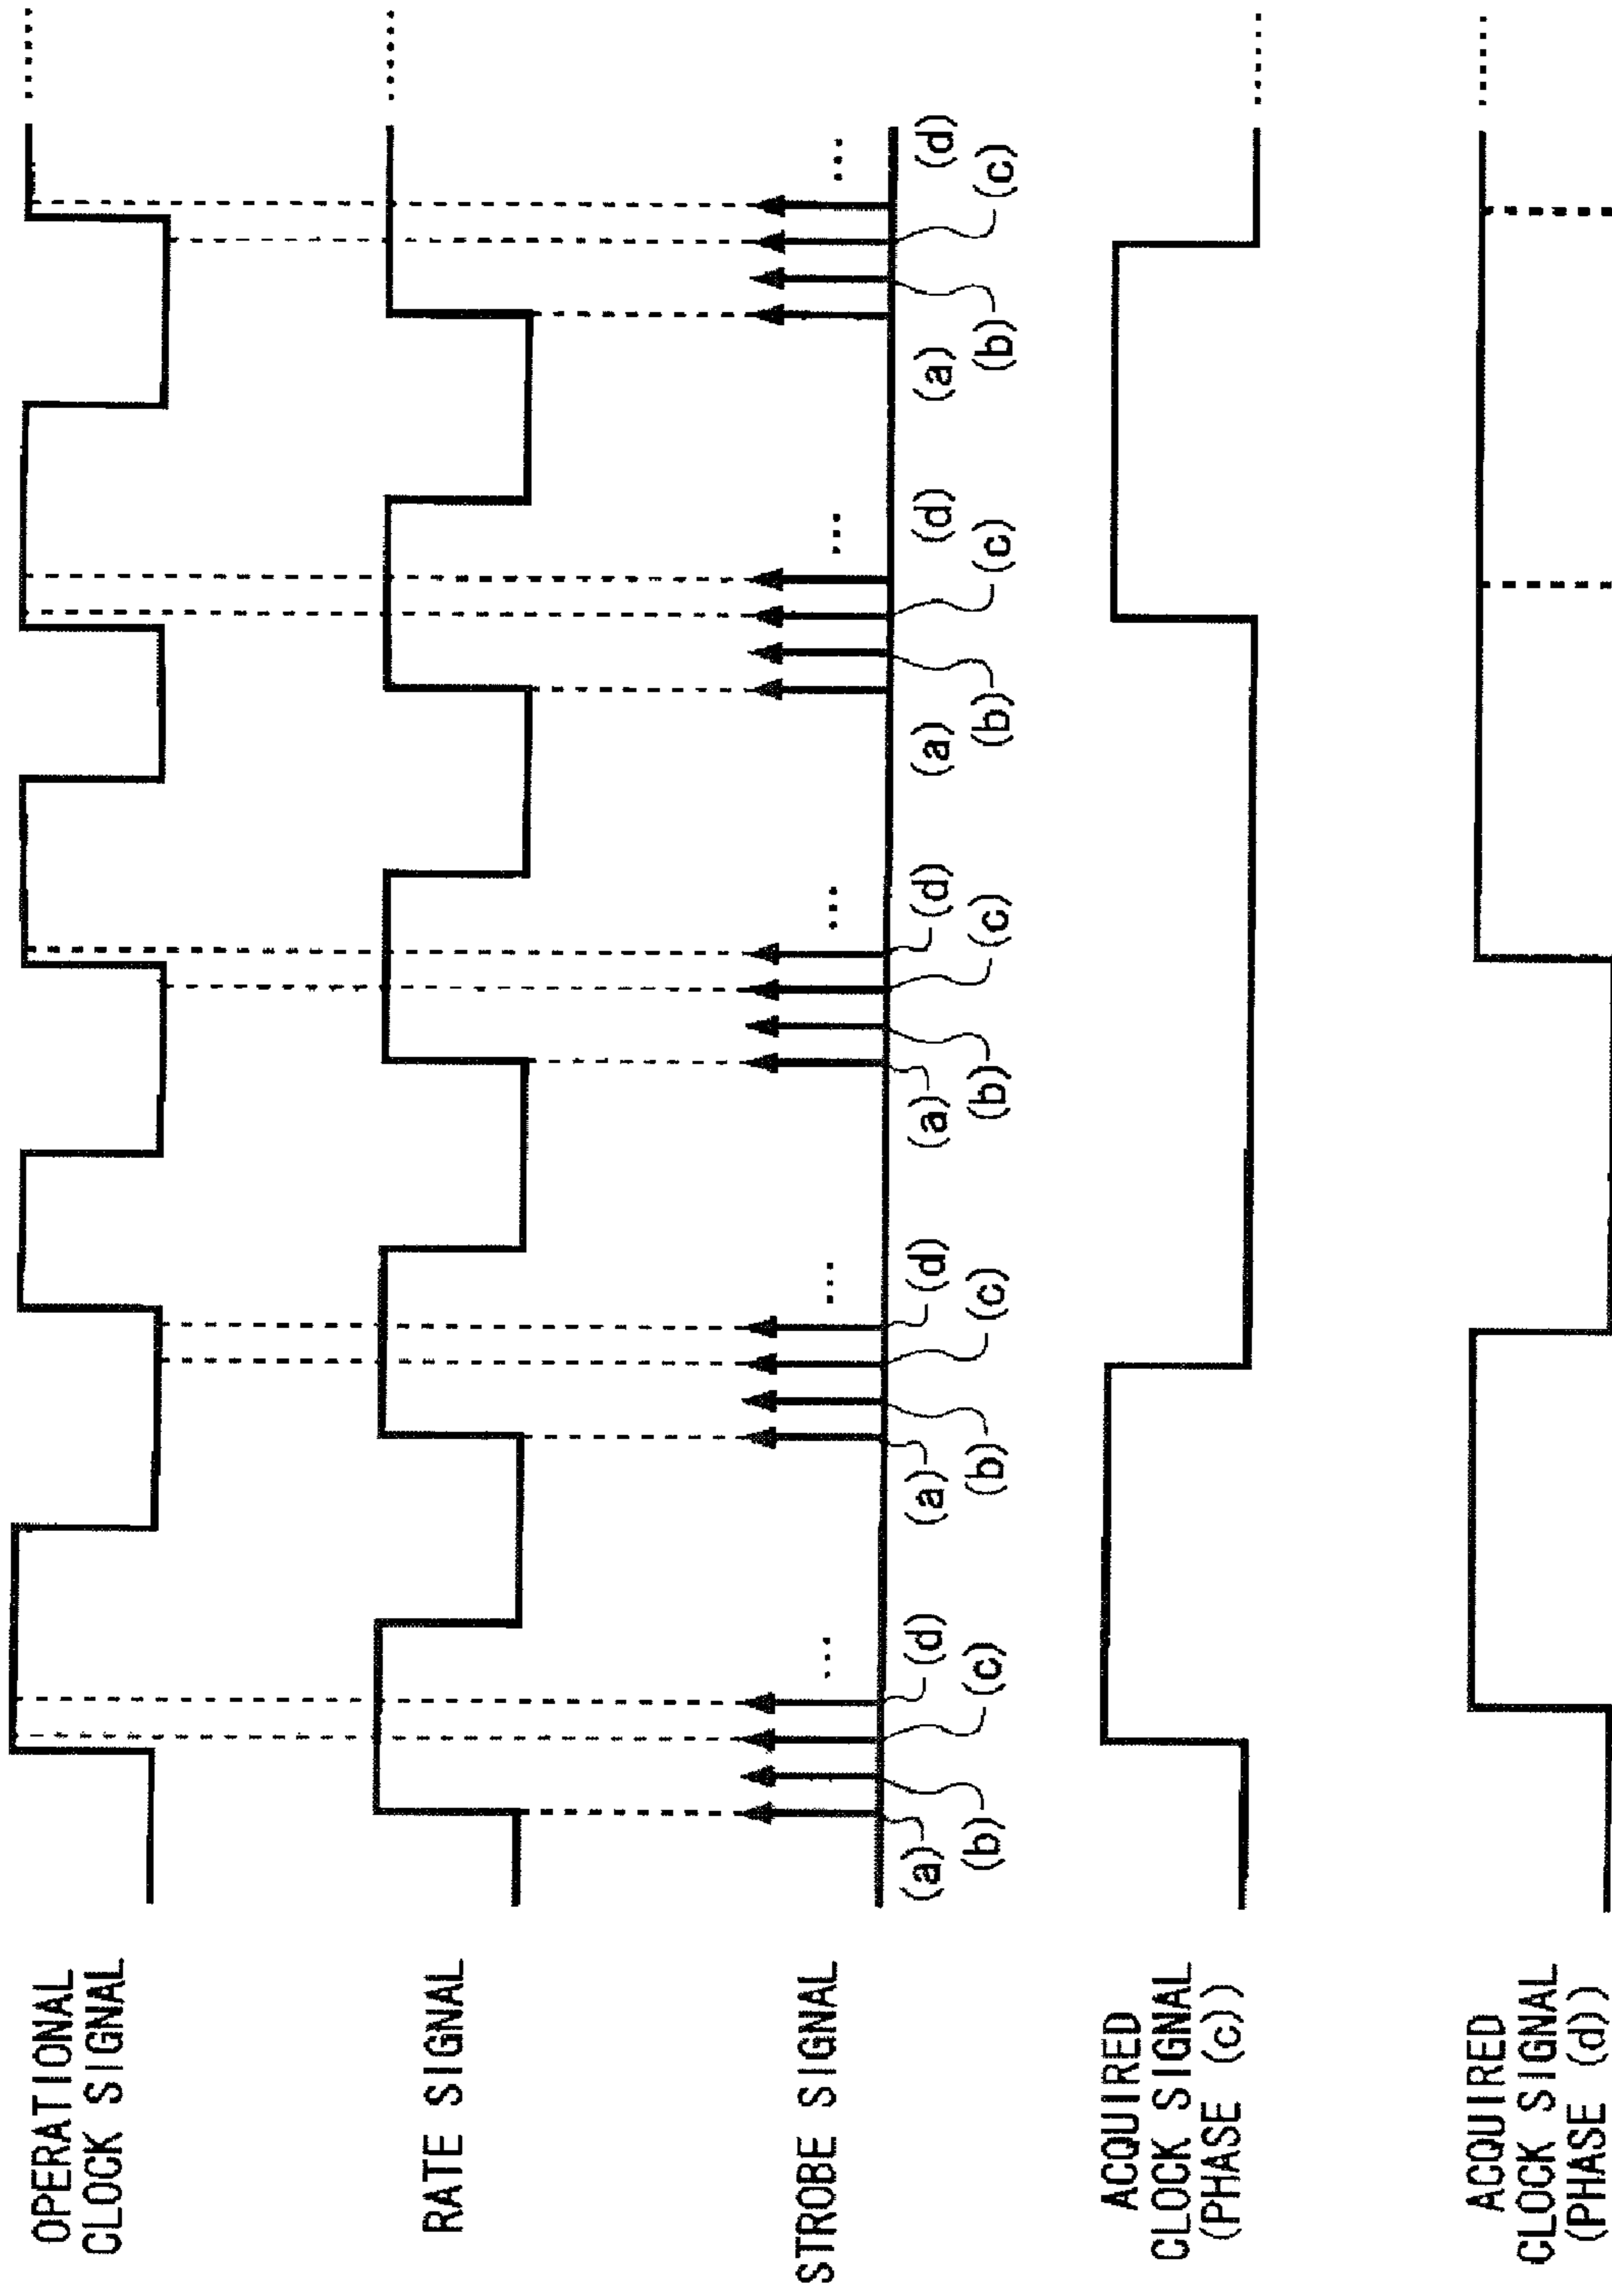 OPERATIONAL
CLOCK SIGNAL
RATE SIGNAL
STROBE SIGNAL
(a) (d) (a) (d) (a) (d) (a) (d) (a) (d)
(b) (c) (b) (c) (b) (c) (b) (c) (b) (c)
ACQUIRED
CLOCK SIGNAL
(PHASE (c))
ACQUIRED
CLOCK SIGNAL
(PHASE (d))